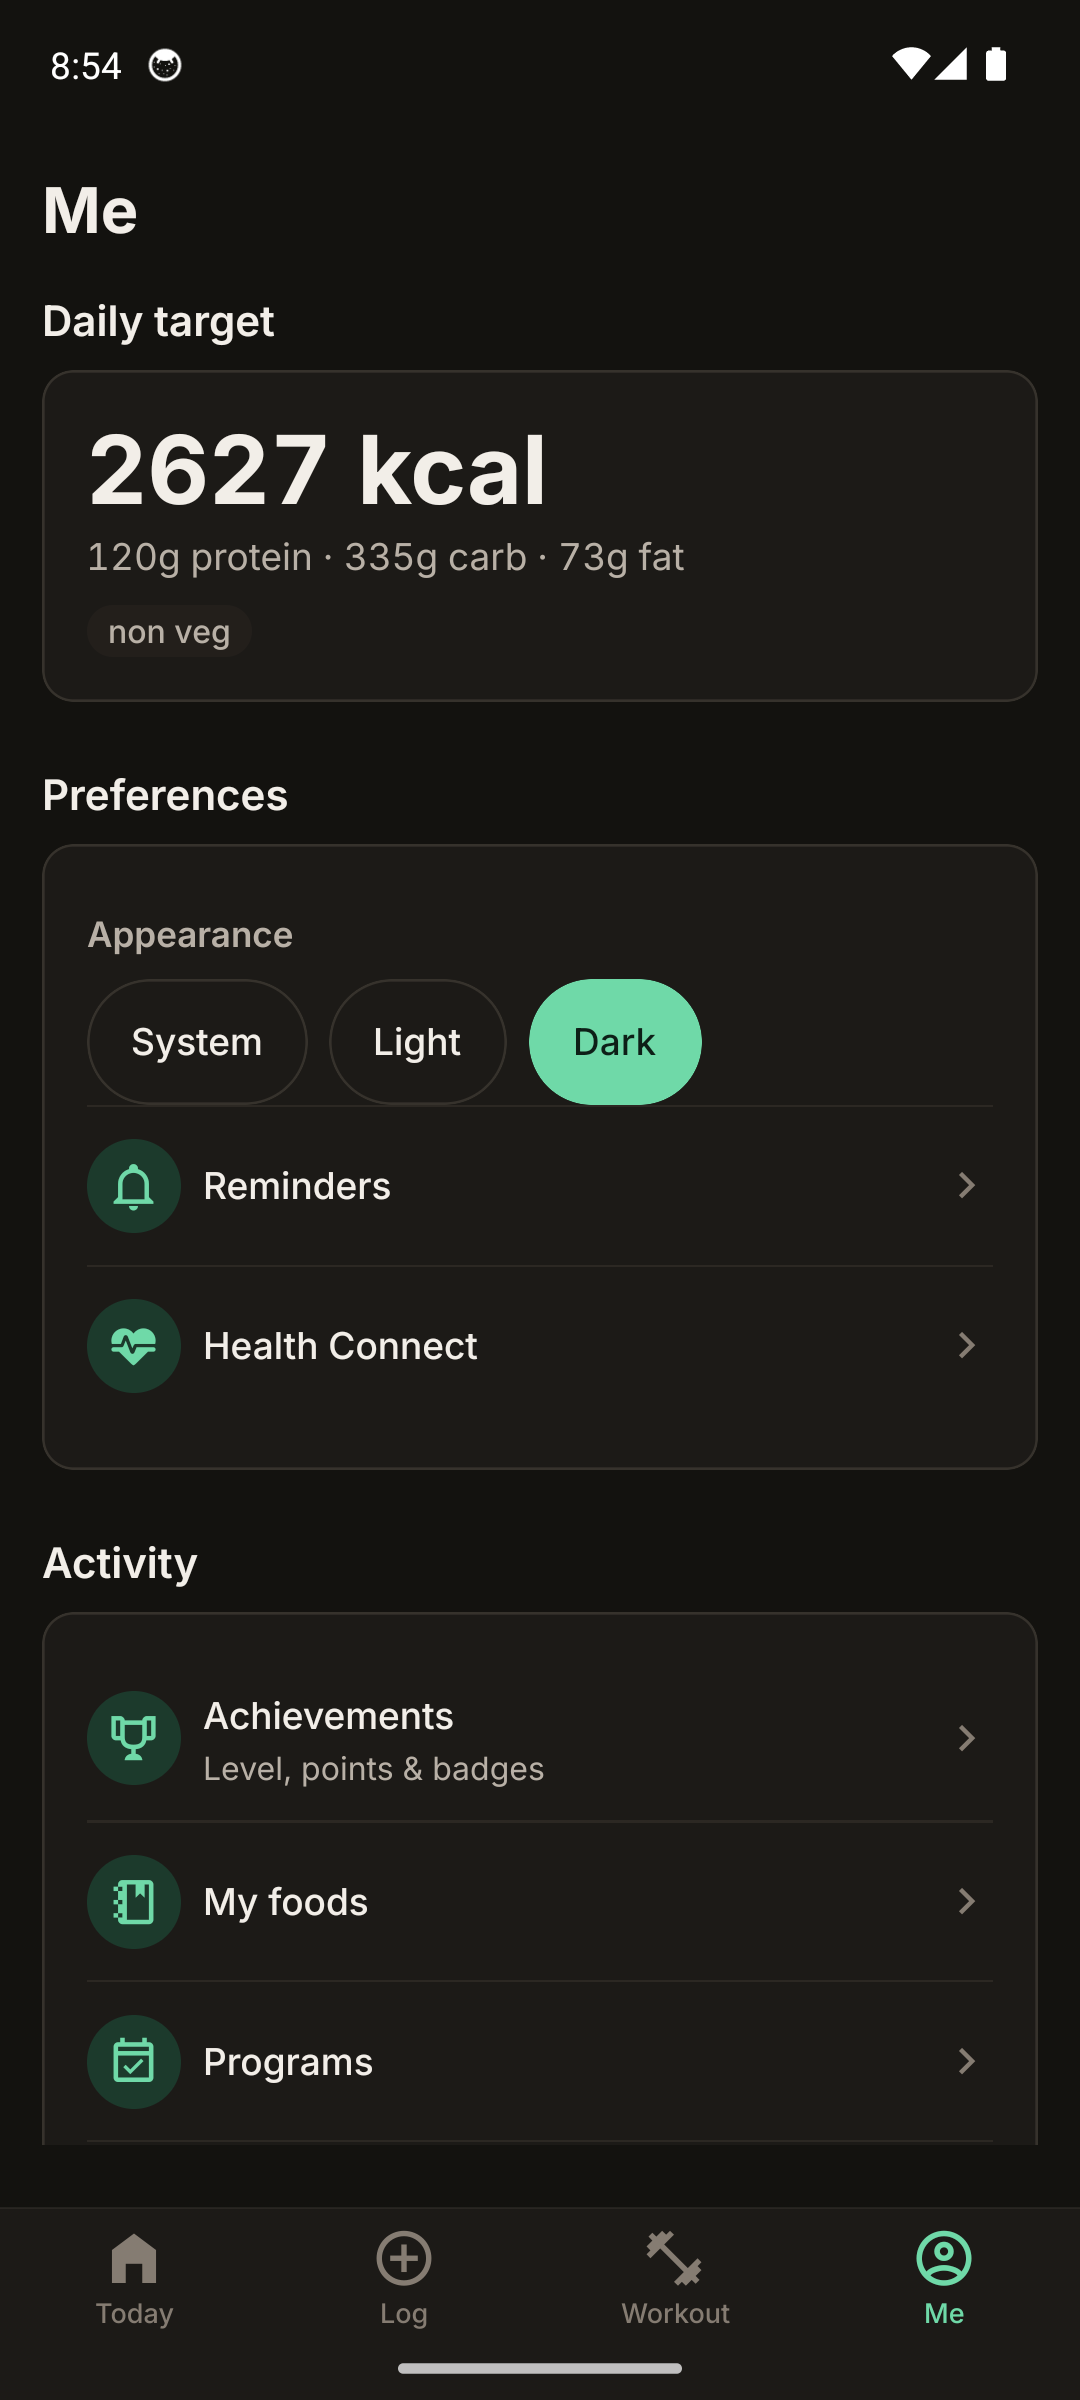 8:54
Me
Daily target
2627 kcal
120g protein · 335g carb · 73g fat
non veg
Preferences
Appearance
System Light Dark
Reminders
Health Connect
Activity
Achievements
Level, points & badges
My foods
Programs
Today Log Workout Me